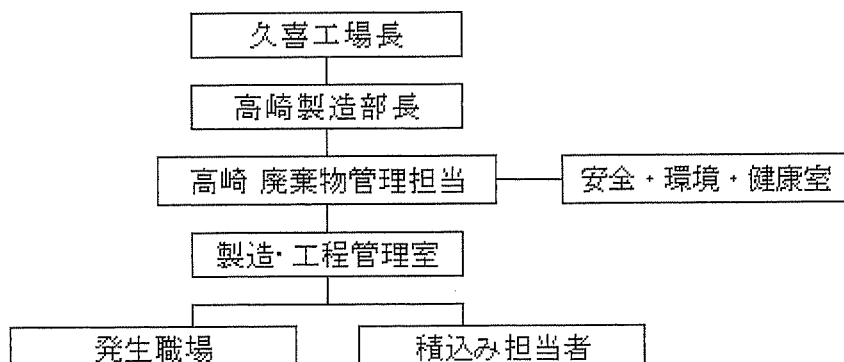 久喜工場長
高崎製造部長
高崎 廃棄物管理担当
安全・環境・健康室
製造・工程管理室
発生職場
積込み担当者